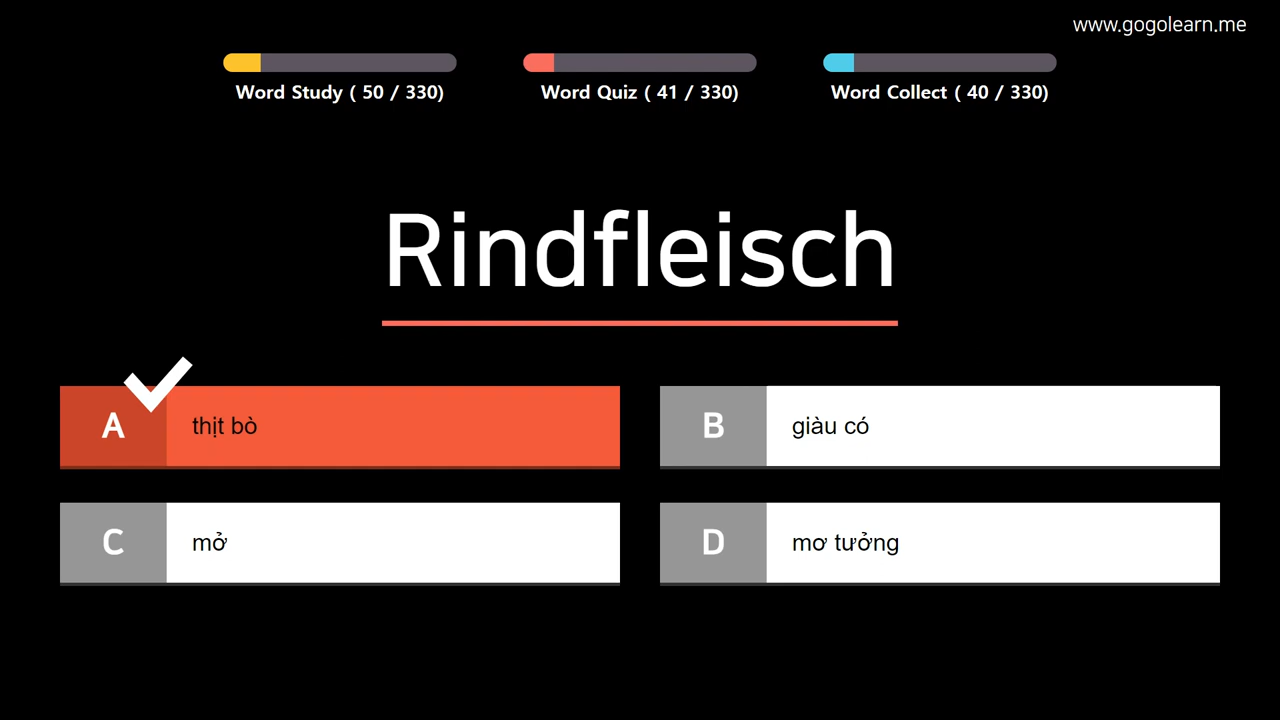 www.gogolearn.me
Word Study ( 50 / 330)
Word Quiz ( 41 / 330)
Word Collect ( 40 / 330)
Rindfleisch
A thịt bò
B giàu có
C mở
D mơ tưởng